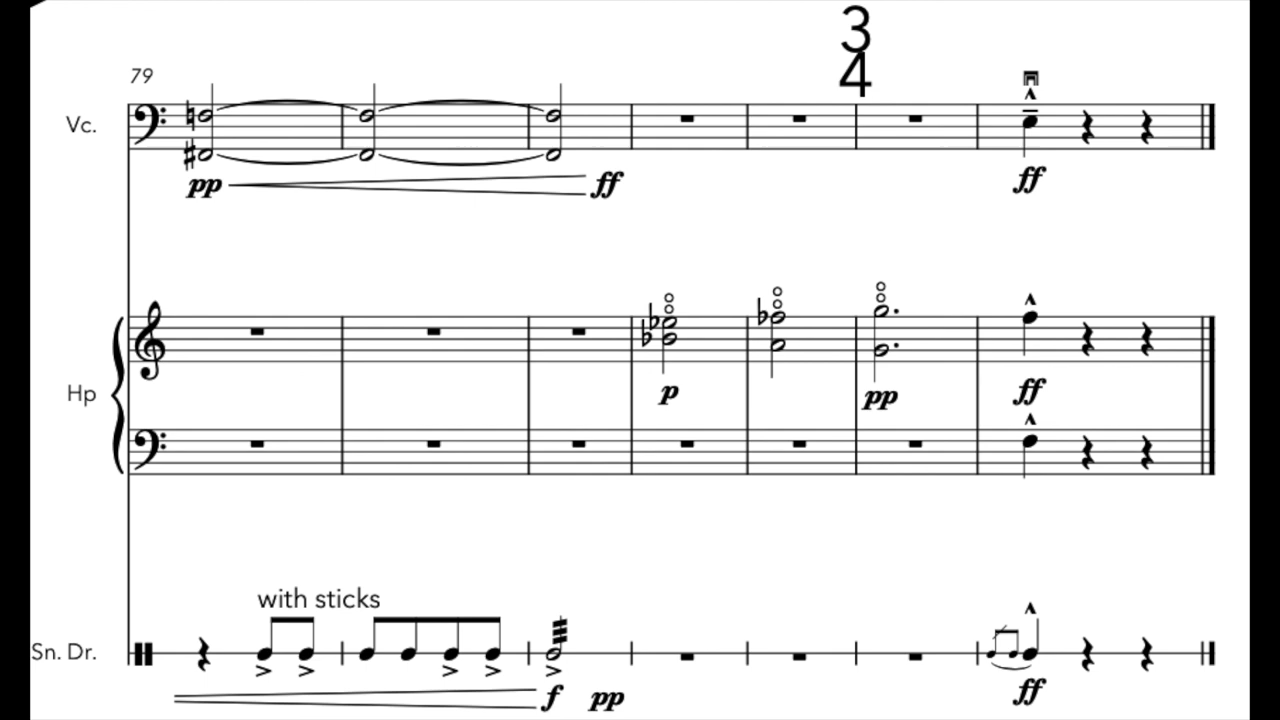 3
4
79
Vc.
pp ff ff
Hp
p pp ff
with sticks
Sn. Dr.
f pp ff